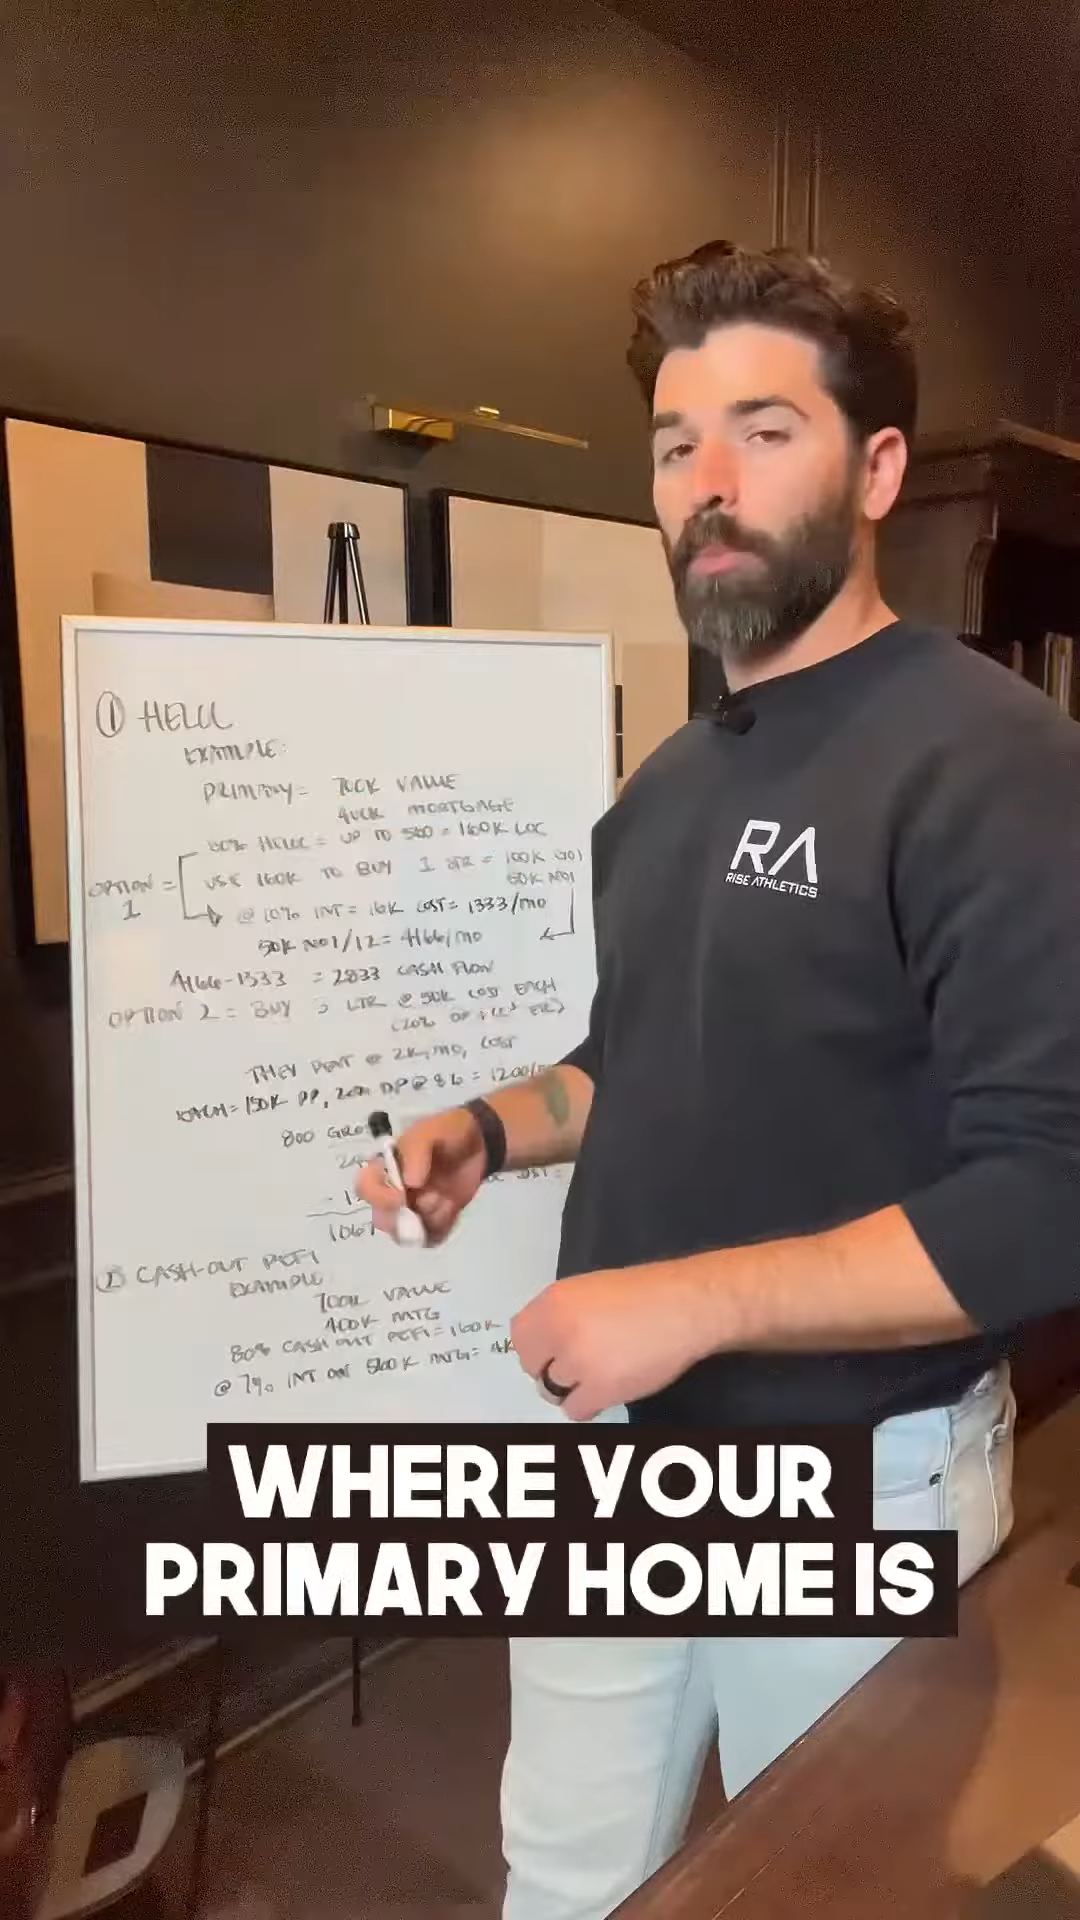 ① HELOC
EXAMPLE:
PRIMARY = 700K VALUE
400K MORTGAGE
80% HELOC = UP TO 560 = 160K LOC
OPTION 1 =
USE 160K TO BUY 1 STR = 100K GOI
50K NOI
@ 10% INT = 16K COST = 1333/MO
50K NOI/12 = 4166/MO
4166-1333 = 2833 CASH FLOW
OPTION 2 = BUY 3 LTR @ 50K COST EACH
(20% DP + CC'S ETC)
THEY RENT @ 2K/MO, COST
EACH = 150K PP, 20% DP @ 8% = 1200/
800
1067
② CASH-OUT REFI
EXAMPLE
700K VALUE
400K MTG
80% CASH OUT REFI = 160K
@ 7% INT ON 560K MTG =
RA
RISE ATHLETICS
WHERE YOUR
PRIMARY HOME IS